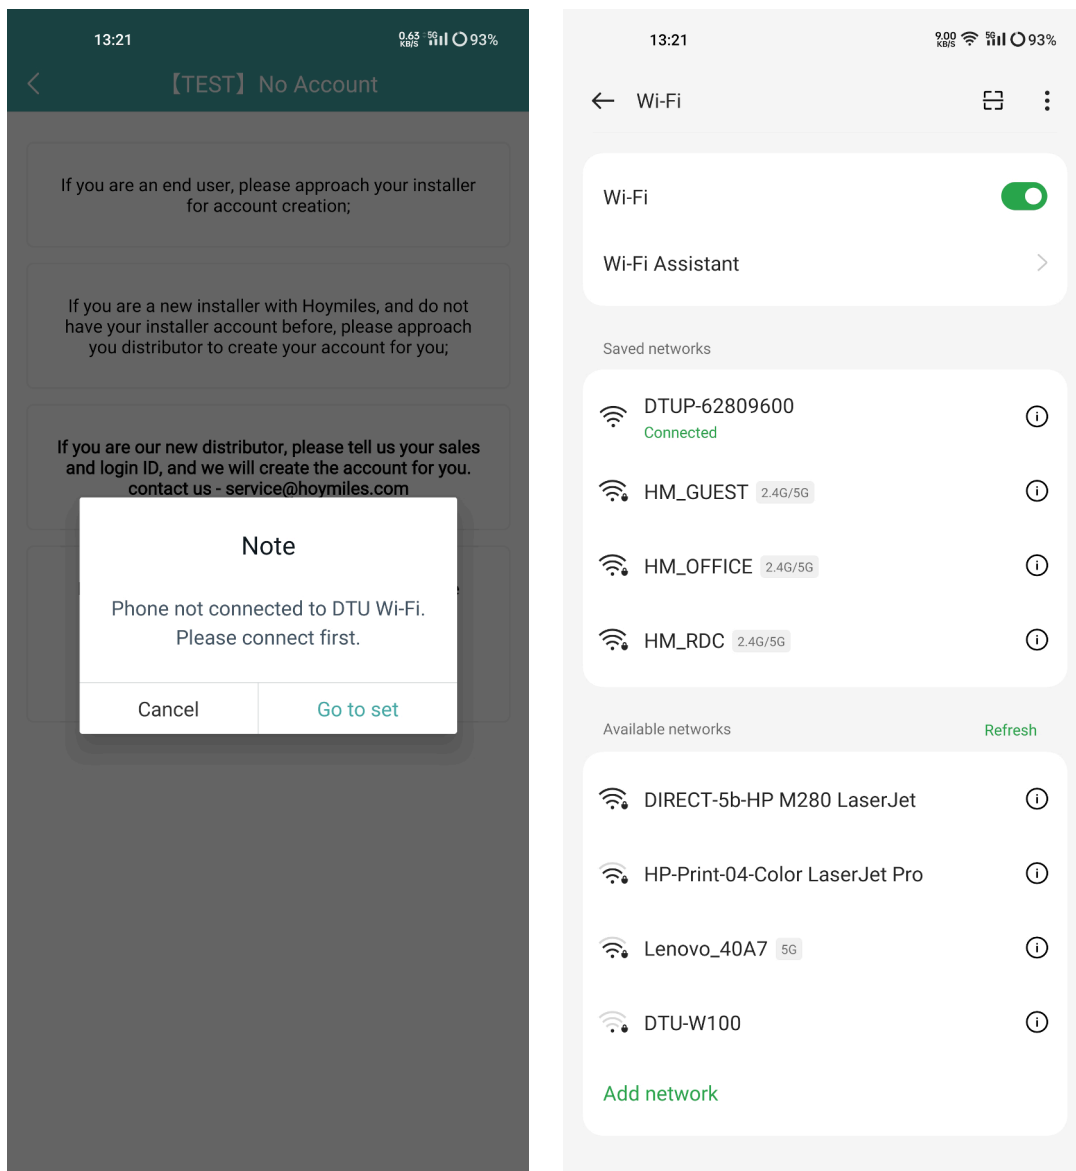 13:21
0.63 KB/S 5G 93%
【TEST】No Account
If you are an end user, please approach your installer
for account creation;
If you are a new installer with Hoymiles, and do not
have your installer account before, please approach
you distributor to create your account for you;
If you are our new distributor, please tell us your sales
and login ID, and we will create the account for you.
contact us - service@hoymiles.com
Note
Phone not connected to DTU Wi-Fi.
Please connect first.
Cancel
Go to set
13:21
9.00 KB/S 5G 93%
Wi-Fi
Wi-Fi
Wi-Fi Assistant
Saved networks
DTUP-62809600
Connected
HM_GUEST 2.4G/5G
HM_OFFICE 2.4G/5G
HM_RDC 2.4G/5G
Available networks
Refresh
DIRECT-5b-HP M280 LaserJet
HP-Print-04-Color LaserJet Pro
Lenovo_40A7 5G
DTU-W100
Add network